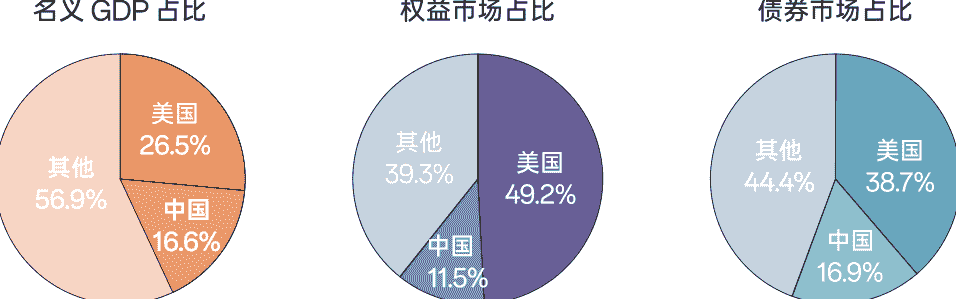 名义 GDP 占比
权益市场占比
债券市场占比
美国
26.5%
其他
56.9%
中国
16.6%
其他
39.3%
美国
49.2%
中国
11.5%
其他
44.4%
美国
38.7%
中国
16.9%